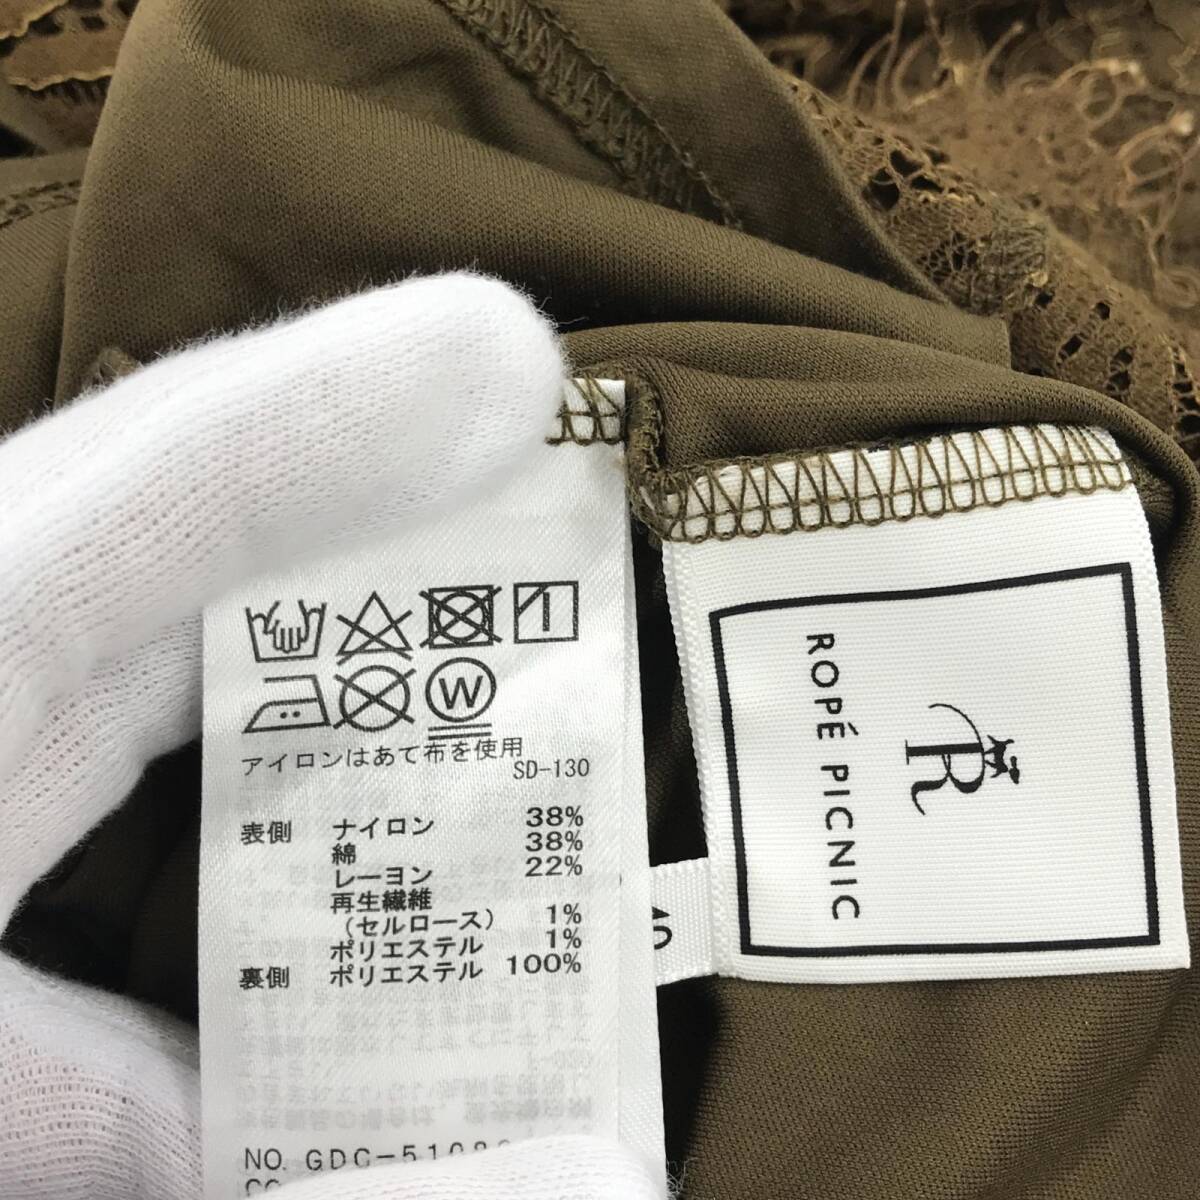 W
アイロンはあて布を使用
SD-130
表側 ナイロン 38%
綿 38%
レーヨン 22%
再生繊維
(セルロース) 1%
ポリエステル 1%
裏側 ポリエステル 100%
R
ROPÉ PICNIC